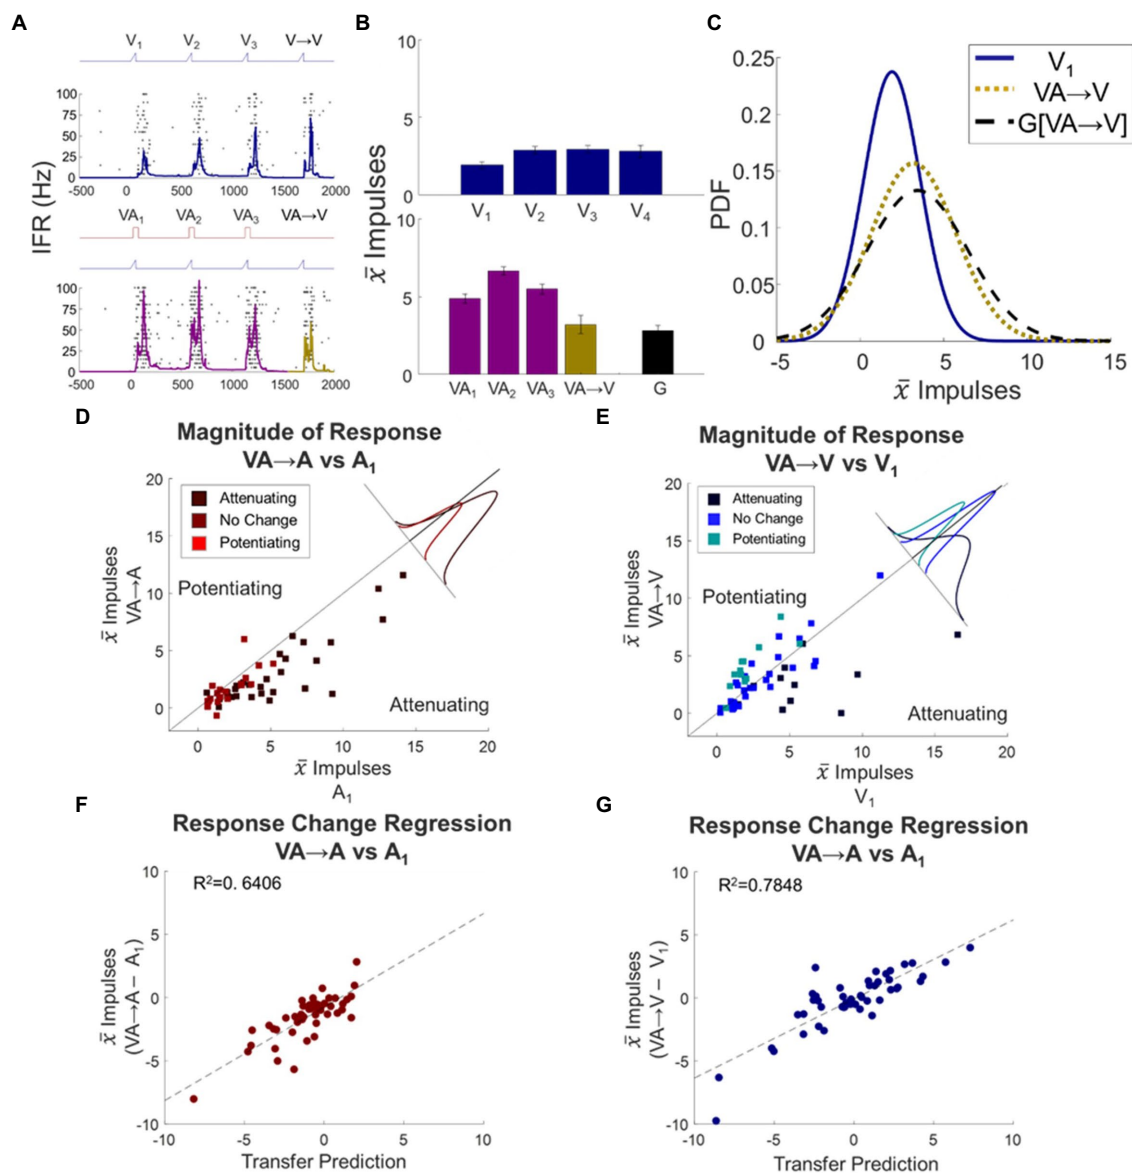 A
V1 V2 V3 V→V
100
75
50
25
0
-500 0 500 1000 1500 2000
VA1 VA2 VA3 VA→V
100
75
50
25
0
-500 0 500 1000 1500 2000
IFR (Hz)
B
10
5
0
V1 V2 V3 V4
10
5
0
VA1 VA2 VA3 VA→V G
x̄ Impulses
C
V1
VA→V
G[VA→V]
0.25
0.2
0.15
0.1
0.05
0
-5 0 5 10 15
PDF
x̄ Impulses
D
Magnitude of Response
VA→A vs A1
Attenuating
No Change
Potentiating
20
15
10
5
0
0 5 10 15 20
Potentiating
Attenuating
x̄ Impulses
VA→A
x̄ Impulses
A1
E
Magnitude of Response
VA→V vs V1
Attenuating
No Change
Potentiating
20
15
10
5
0
0 5 10 15 20
Potentiating
Attenuating
x̄ Impulses
VA→V
x̄ Impulses
V1
F
Response Change Regression
VA→A vs A1
R2=0. 6406
10
5
0
-5
-10
-10 -5 0 5 10
x̄ Impulses
(VA→A − A1)
Transfer Prediction
G
Response Change Regression
VA→A vs A1
R2=0.7848
10
5
0
-5
-10
-10 -5 0 5 10
x̄ Impulses
(VA→V − V1)
Transfer Prediction